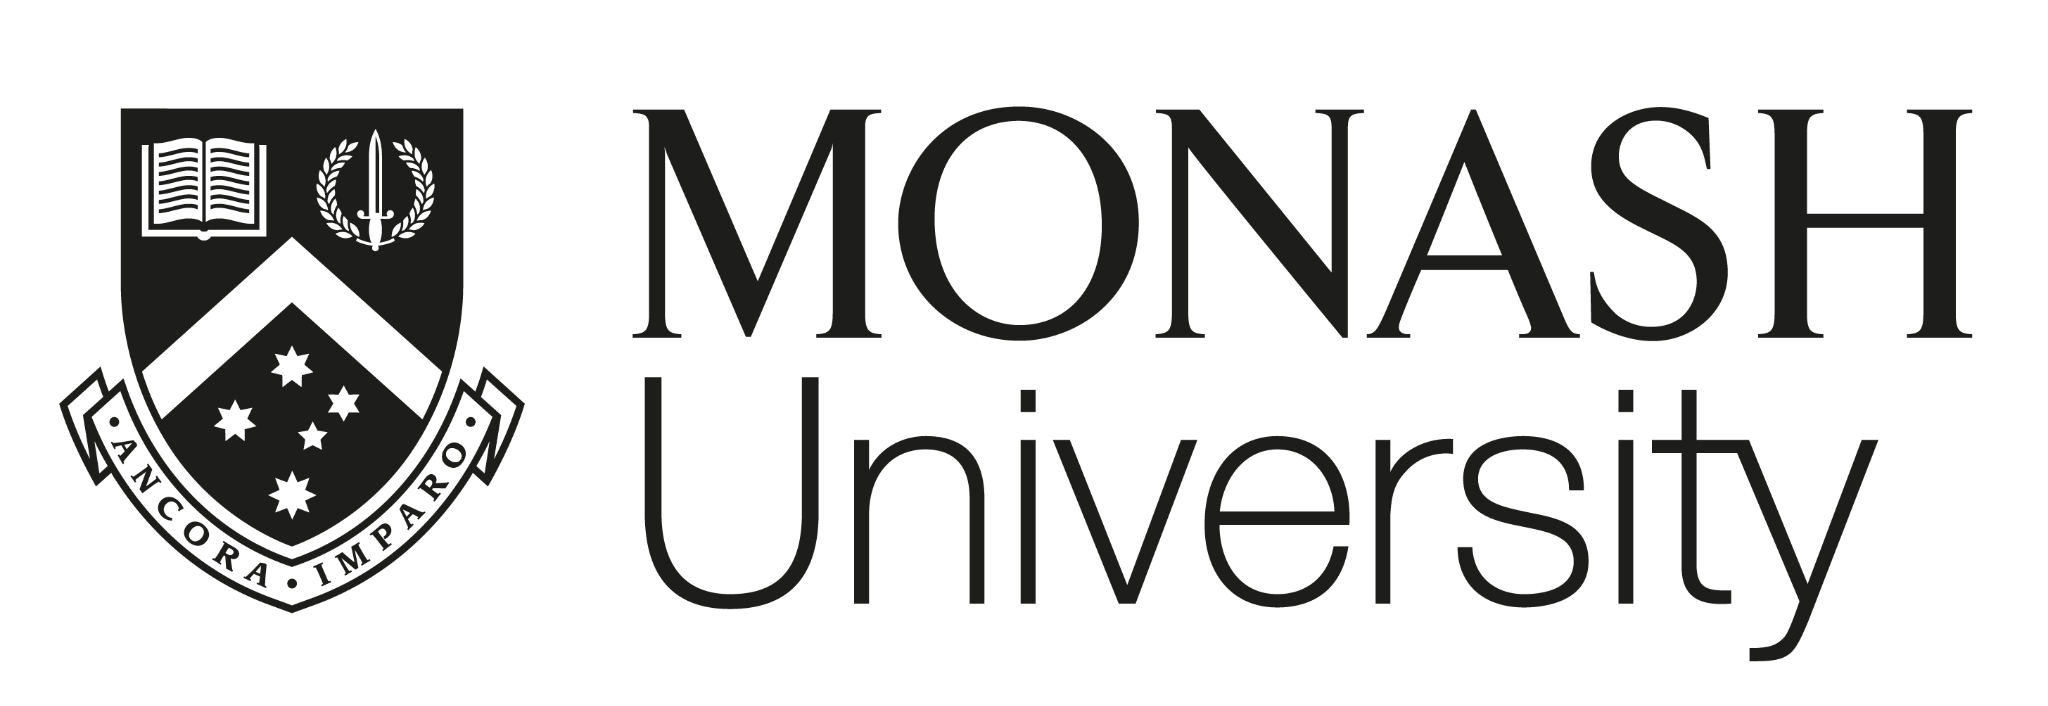 MONASH
University
· ANCORA · IMPARO ·